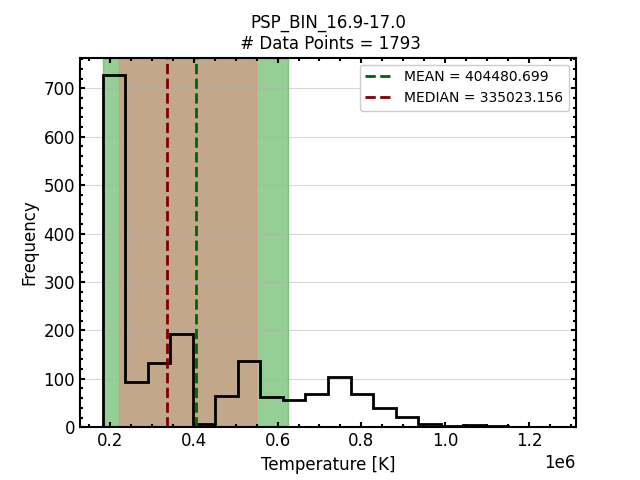 PSP_BIN_16.9-17.0
# Data Points = 1793
MEAN = 404480.699
MEDIAN = 335023.156
Frequency
700
600
500
400
300
200
100
0
0.2 0.4 0.6 0.8 1.0 1.2
1e6
Temperature [K]